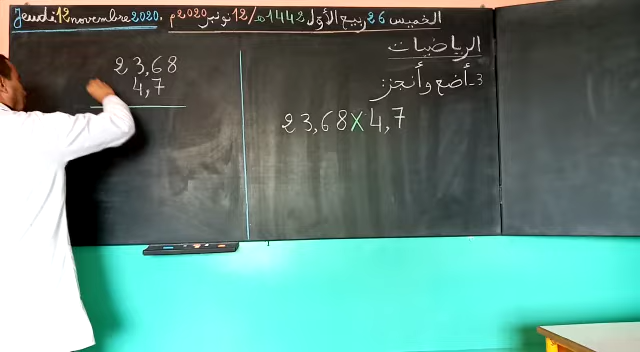 Jeudi 12 novembre 2020.
الخميس 26 ربيع الأول 1442هـ/12 نونبر 2020م
الرياضيات
3- أضع وأنجز:
23,68 × 4,7
23,68
4,7